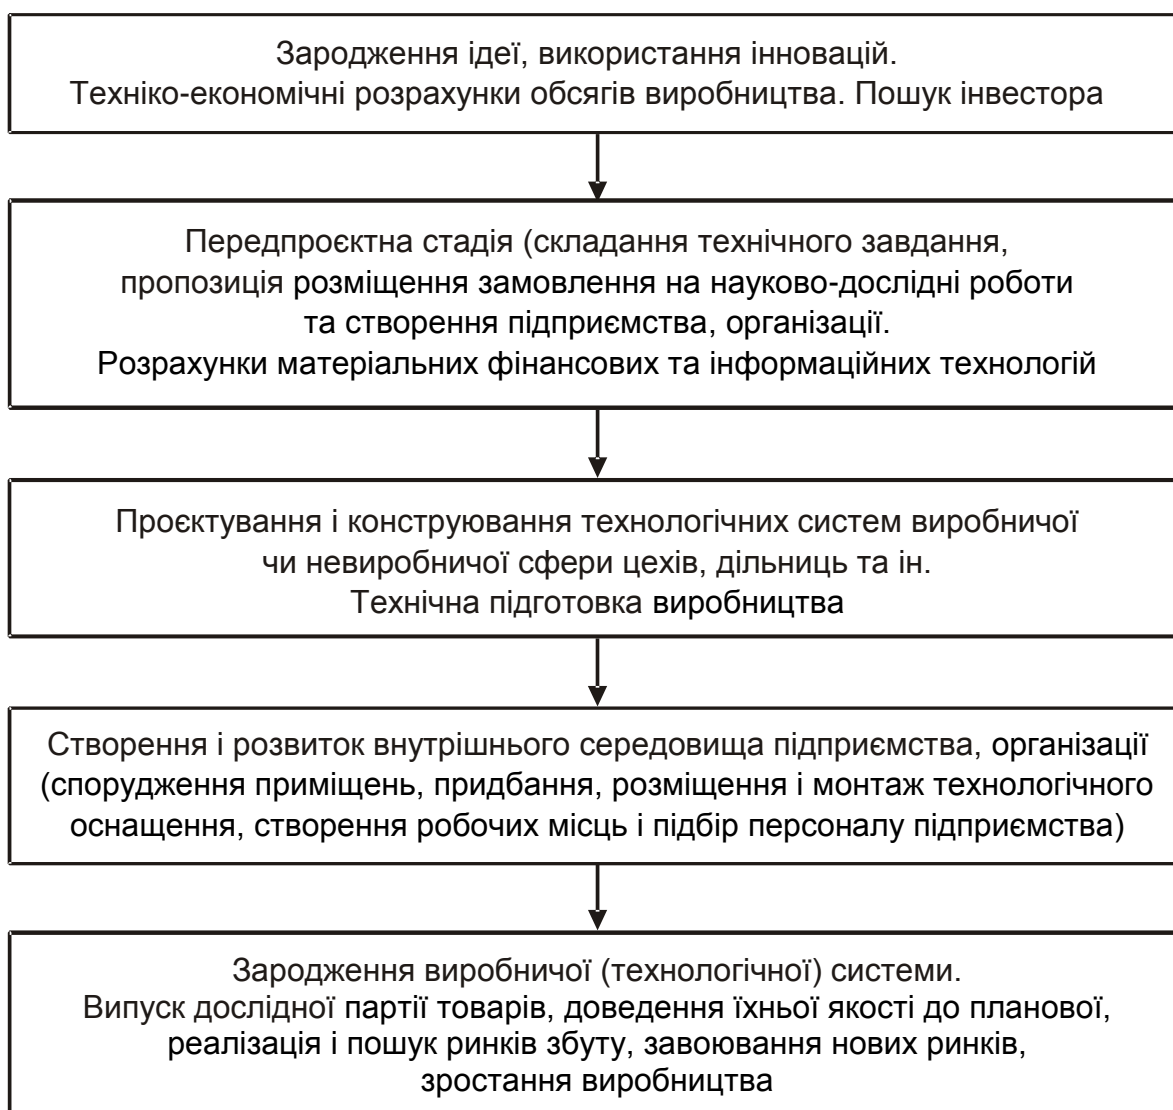 Зародження ідеї, використання інновацій.
Техніко-економічні розрахунки обсягів виробництва. Пошук інвестора
Передпроєктна стадія (складання технічного завдання,
пропозиція розміщення замовлення на науково-дослідні роботи
та створення підприємства, організації.
Розрахунки матеріальних фінансових та інформаційних технологій
Проєктування і конструювання технологічних систем виробничої
чи невиробничої сфери цехів, дільниць та ін.
Технічна підготовка виробництва
Створення і розвиток внутрішнього середовища підприємства, організації
(спорудження приміщень, придбання, розміщення і монтаж технологічного
оснащення, створення робочих місць і підбір персоналу підприємства)
Зародження виробничої (технологічної) системи.
Випуск дослідної партії товарів, доведення їхньої якості до планової,
реалізація і пошук ринків збуту, завоювання нових ринків,
зростання виробництва